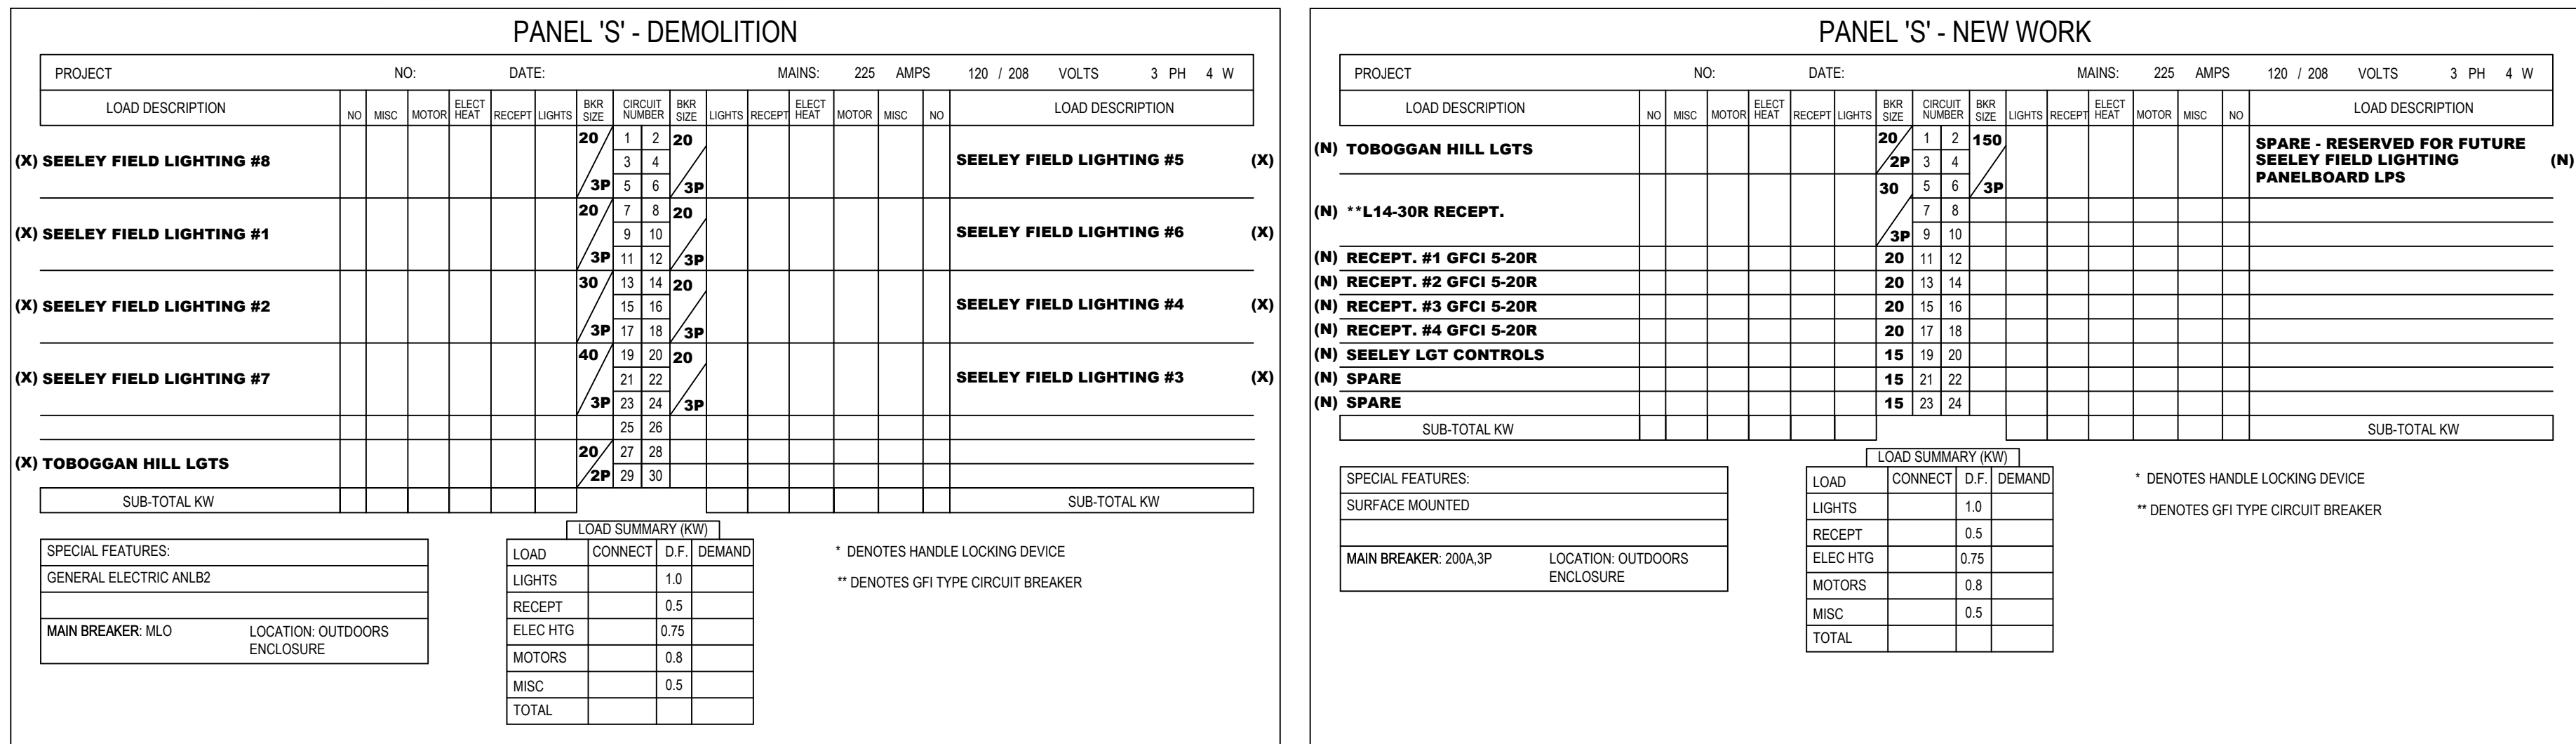 PANEL 'S' - DEMOLITION
PROJECT NO: DATE: MAINS: 225 AMPS 120 / 208 VOLTS 3 PH 4 W
LOAD DESCRIPTION NO MISC MOTOR ELECT HEAT RECEPT LIGHTS BKR SIZE CIRCUIT NUMBER BKR SIZE LIGHTS RECEPT ELECT HEAT MOTOR MISC NO LOAD DESCRIPTION
20 1 2 20
(X) SEELEY FIELD LIGHTING #8 3 4 SEELEY FIELD LIGHTING #5 (X)
3P 5 6 3P
20 7 8 20
(X) SEELEY FIELD LIGHTING #1 9 10 SEELEY FIELD LIGHTING #6 (X)
3P 11 12 3P
30 13 14 20
(X) SEELEY FIELD LIGHTING #2 15 16 SEELEY FIELD LIGHTING #4 (X)
3P 17 18 3P
40 19 20 20
(X) SEELEY FIELD LIGHTING #7 21 22 SEELEY FIELD LIGHTING #3 (X)
3P 23 24 3P
25 26
20 27 28
(X) TOBOGGAN HILL LGTS
2P 29 30
SUB-TOTAL KW SUB-TOTAL KW
SPECIAL FEATURES:
GENERAL ELECTRIC ANLB2
MAIN BREAKER: MLO LOCATION: OUTDOORS
ENCLOSURE
LOAD SUMMARY (KW)
LOAD CONNECT D.F. DEMAND
LIGHTS 1.0
RECEPT 0.5
ELEC HTG 0.75
MOTORS 0.8
MISC 0.5
TOTAL
* DENOTES HANDLE LOCKING DEVICE
** DENOTES GFI TYPE CIRCUIT BREAKER
PANEL 'S' - NEW WORK
PROJECT NO: DATE: MAINS: 225 AMPS 120 / 208 VOLTS 3 PH 4 W
LOAD DESCRIPTION NO MISC MOTOR ELECT HEAT RECEPT LIGHTS BKR SIZE CIRCUIT NUMBER BKR SIZE LIGHTS RECEPT ELECT HEAT MOTOR MISC NO LOAD DESCRIPTION
20 1 2 150 SPARE - RESERVED FOR FUTURE
(N) TOBOGGAN HILL LGTS
2P 3 4 SEELEY FIELD LIGHTING (N)
30 5 6 3P PANELBOARD LPS
(N) **L14-30R RECEPT. 7 8
3P 9 10
(N) RECEPT. #1 GFCI 5-20R 20 11 12
(N) RECEPT. #2 GFCI 5-20R 20 13 14
(N) RECEPT. #3 GFCI 5-20R 20 15 16
(N) RECEPT. #4 GFCI 5-20R 20 17 18
(N) SEELEY LGT CONTROLS 15 19 20
(N) SPARE 15 21 22
(N) SPARE 15 23 24
SUB-TOTAL KW SUB-TOTAL KW
SPECIAL FEATURES:
SURFACE MOUNTED
MAIN BREAKER: 200A,3P LOCATION: OUTDOORS
ENCLOSURE
LOAD SUMMARY (KW)
LOAD CONNECT D.F. DEMAND
LIGHTS 1.0
RECEPT 0.5
ELEC HTG 0.75
MOTORS 0.8
MISC 0.5
TOTAL
* DENOTES HANDLE LOCKING DEVICE
** DENOTES GFI TYPE CIRCUIT BREAKER